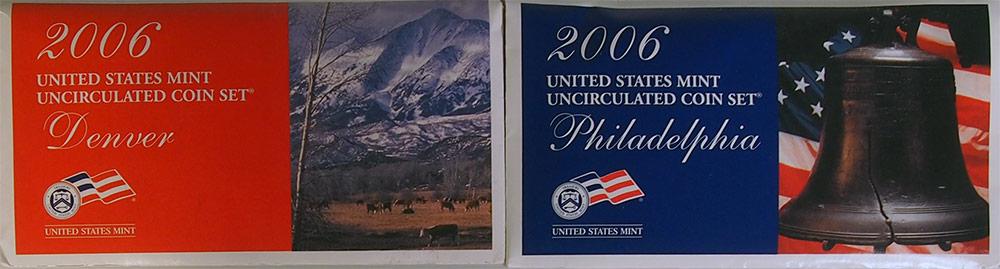 2006
UNITED STATES MINT
UNCIRCULATED COIN SET®
Denver
UNITED STATES MINT
2006
UNITED STATES MINT
UNCIRCULATED COIN SET®
Philadelphia
UNITED STATES MINT